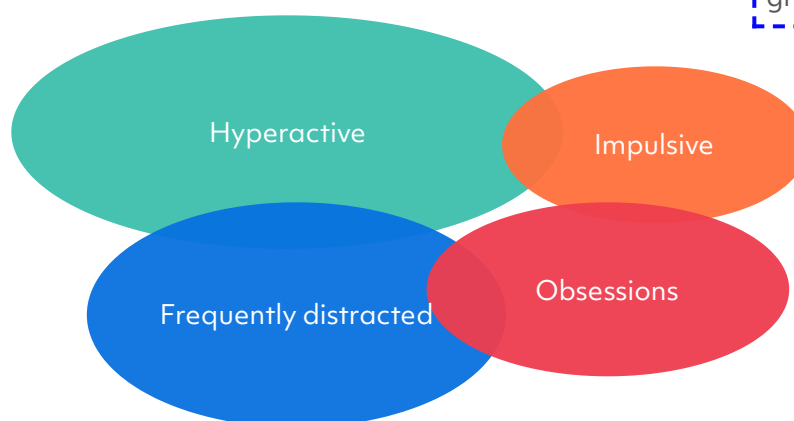 Hyperactive
Impulsive
Obsessions
Frequently distracted